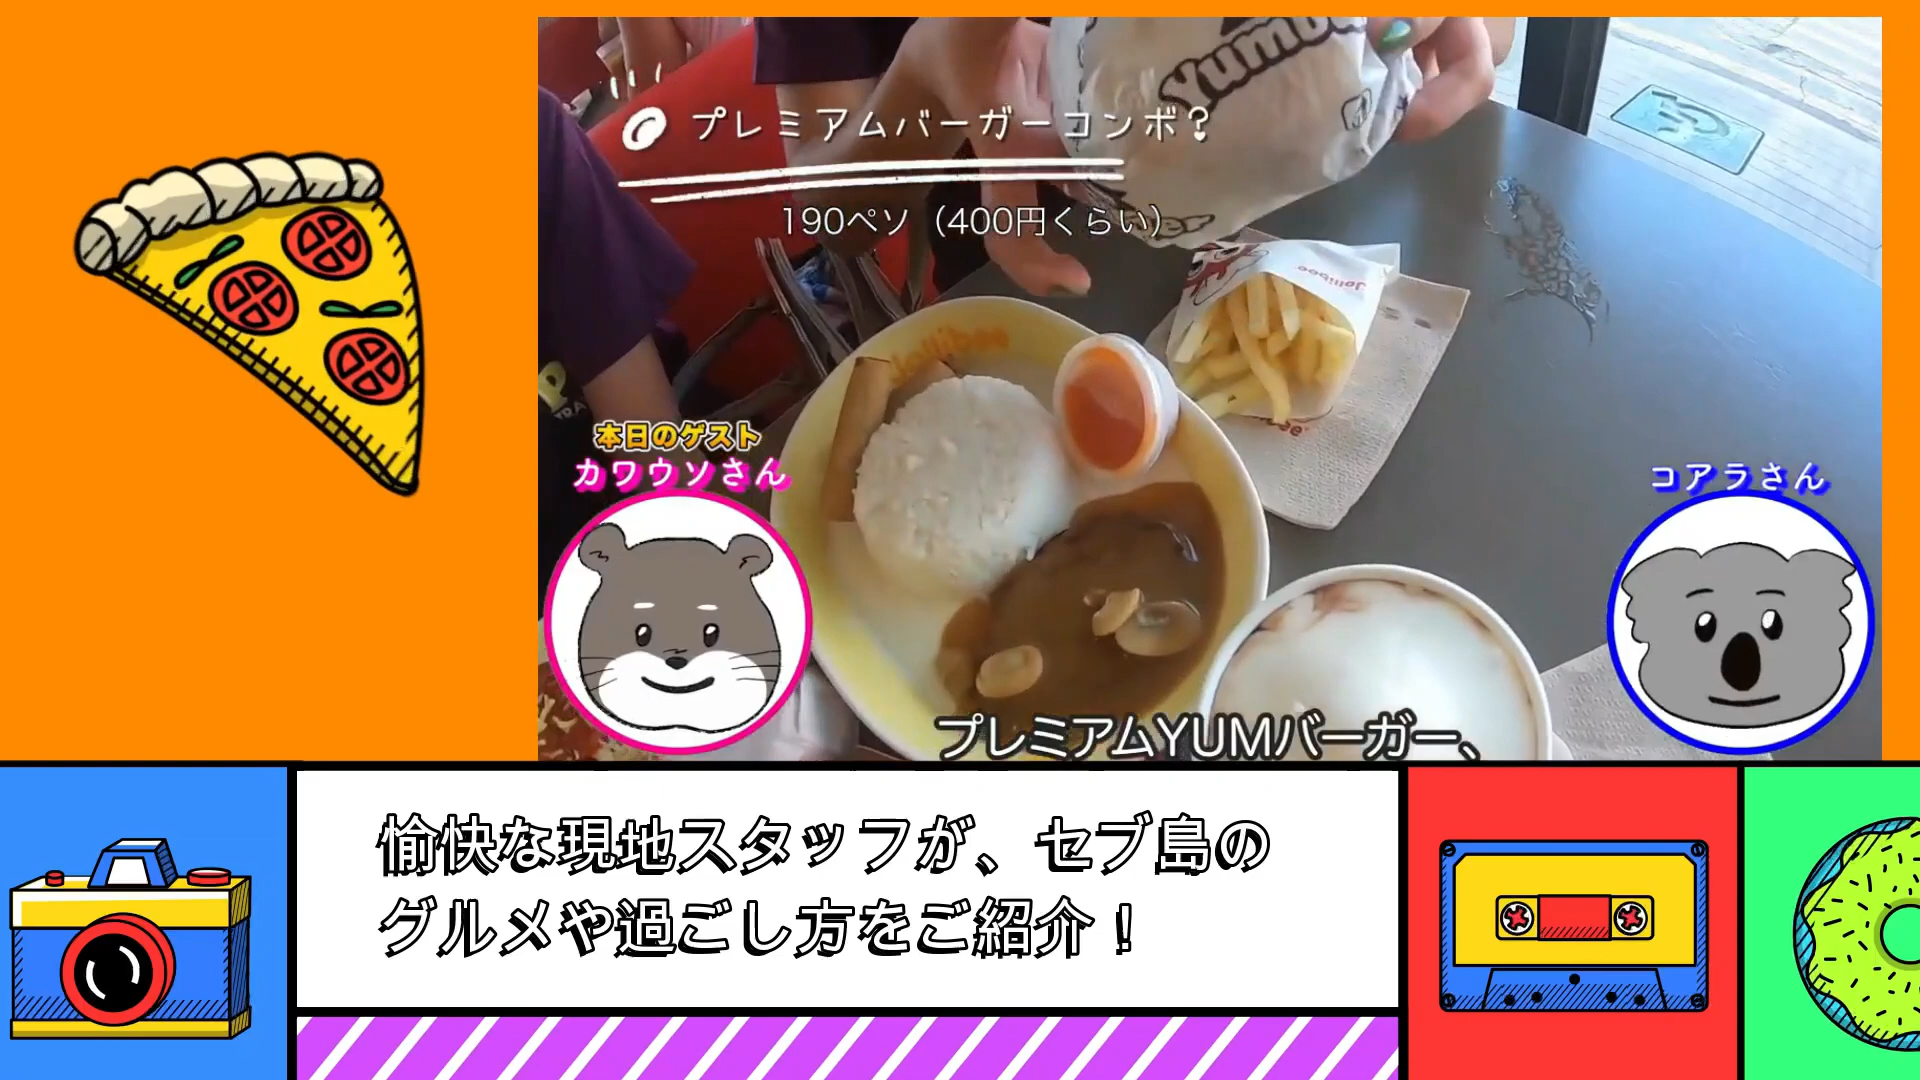 Yumbu
プレミアムバーガーコンボ?
190ペソ(400円くらい)
Jollibee
Jollibee
本日のゲスト
カワウソさん
コアラさん
プレミアムYUMバーガー、
愉快な現地スタッフが、セブ島の
グルメや過ごし方をご紹介!